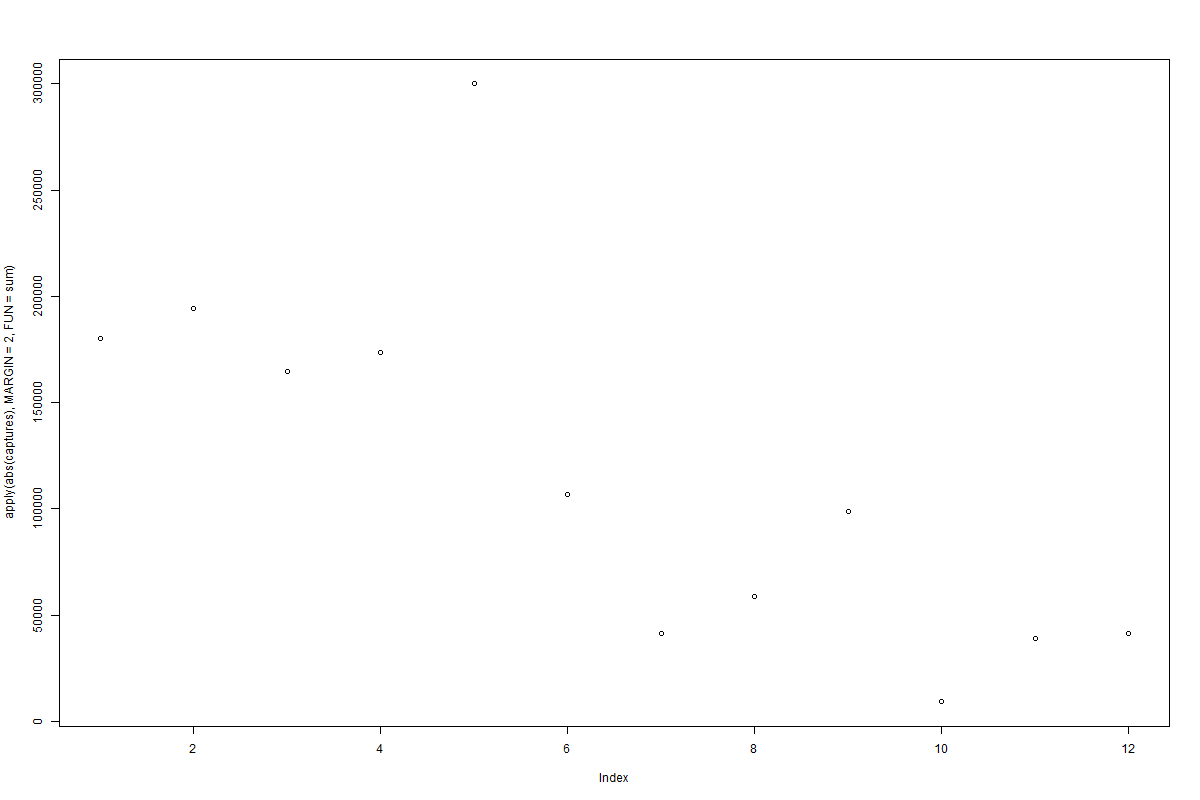 apply(abs(captures), MARGIN = 2, FUN = sum)
300000
250000
200000
150000
100000
50000
0
2 4 6 8 10 12
Index